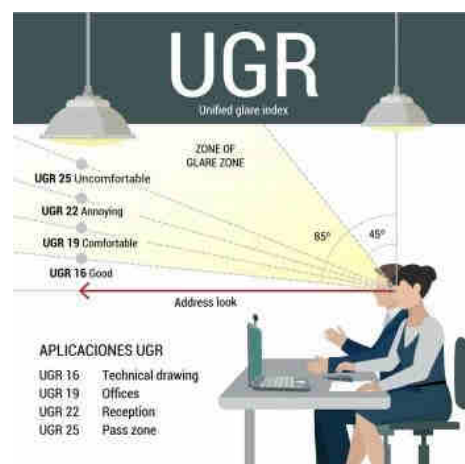 UGR
Unified glare index
ZONE OF
GLARE ZONE
UGR 25 Uncomfortable
UGR 22 Annoying
UGR 19 Comfortable
UGR 16 Good
85º
45º
Address look
APLICACIONES UGR
UGR 16 Technical drawing
UGR 19 Offices
UGR 22 Reception
UGR 25 Pass zone